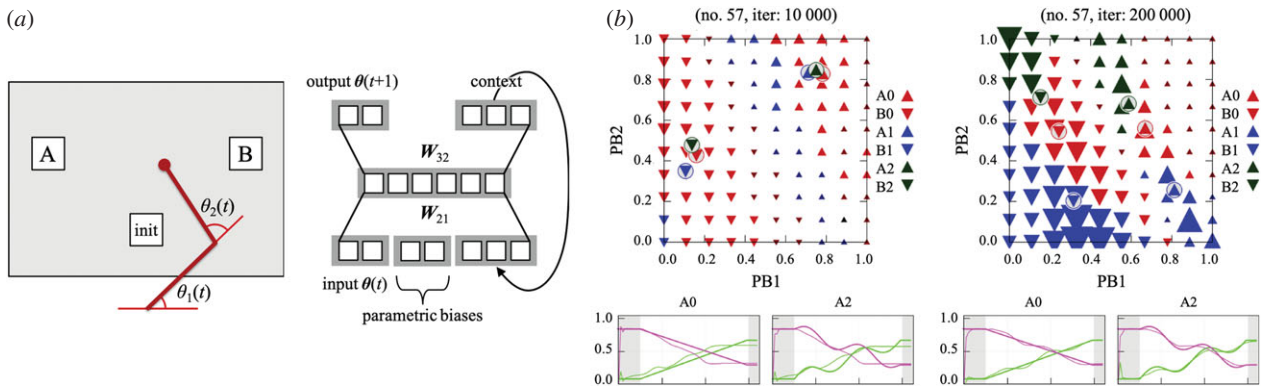 (a)
A
B
init
θ2(t)
θ1(t)
output θ(t+1)
context
W32
W21
input θ(t)
parametric biases
(b)
(no. 57, iter: 10 000)
PB2
1.0
0.8
0.6
0.4
0.2
0.0
0.0 0.2 0.4 0.6 0.8 1.0
PB1
A0
B0
A1
B1
A2
B2
(no. 57, iter: 200 000)
PB2
1.0
0.8
0.6
0.4
0.2
0.0
0.0 0.2 0.4 0.6 0.8 1.0
PB1
A0
B0
A1
B1
A2
B2
A0
A2
1.0
0.5
0.0
A0
A2
1.0
0.5
0.0